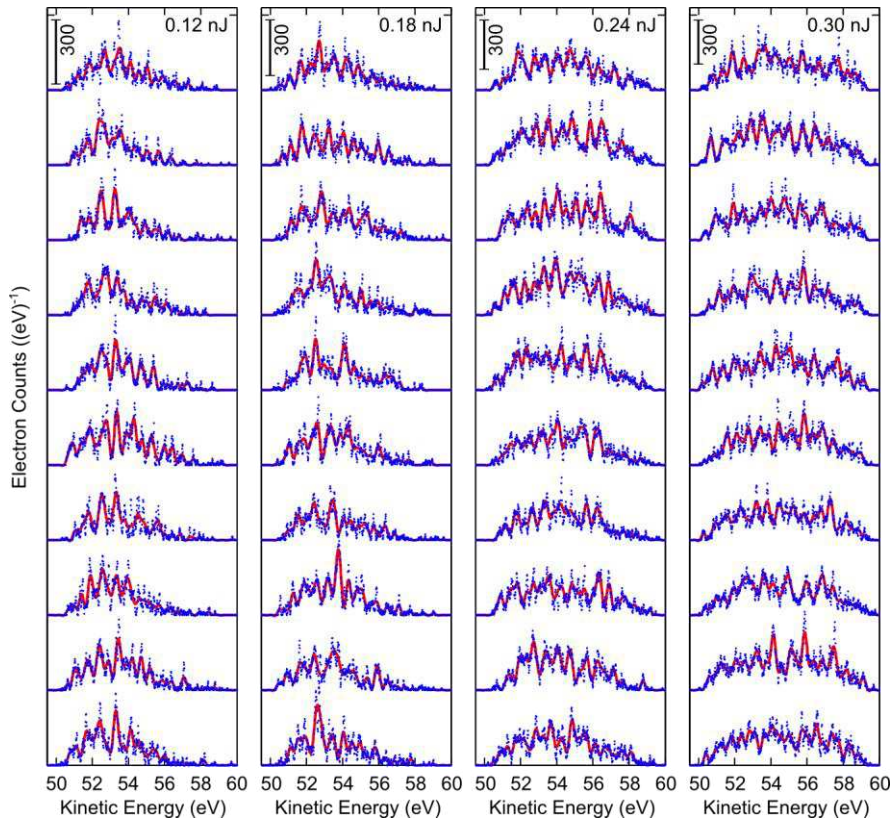 0.12 nJ 0.18 nJ 0.24 nJ 0.30 nJ
300 300 300 300
Electron Counts ((eV)⁻¹)
50 52 54 56 58 60 50 52 54 56 58 60 50 52 54 56 58 60 50 52 54 56 58 60
Kinetic Energy (eV) Kinetic Energy (eV) Kinetic Energy (eV) Kinetic Energy (eV)